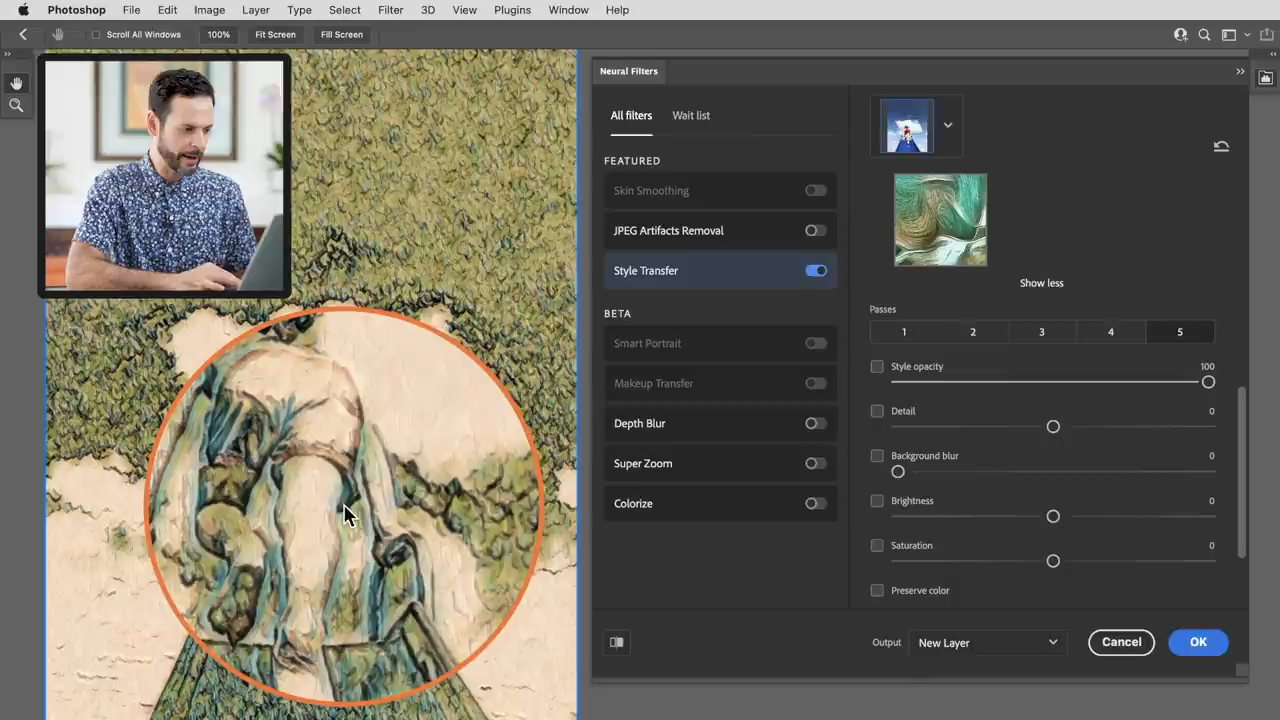 Photoshop File Edit Image Layer Type Select Filter 3D View Plugins Window Help
Scroll All Windows 100% Fit Screen Fill Screen
Neural Filters
All filters Wait list
FEATURED
Skin Smoothing
JPEG Artifacts Removal
Style Transfer
BETA
Smart Portrait
Makeup Transfer
Depth Blur
Super Zoom
Colorize
Show less
Passes
1 2 3 4 5
Style opacity 100
Detail 0
Background blur 0
Brightness 0
Saturation 0
Preserve color
Output New Layer Cancel OK